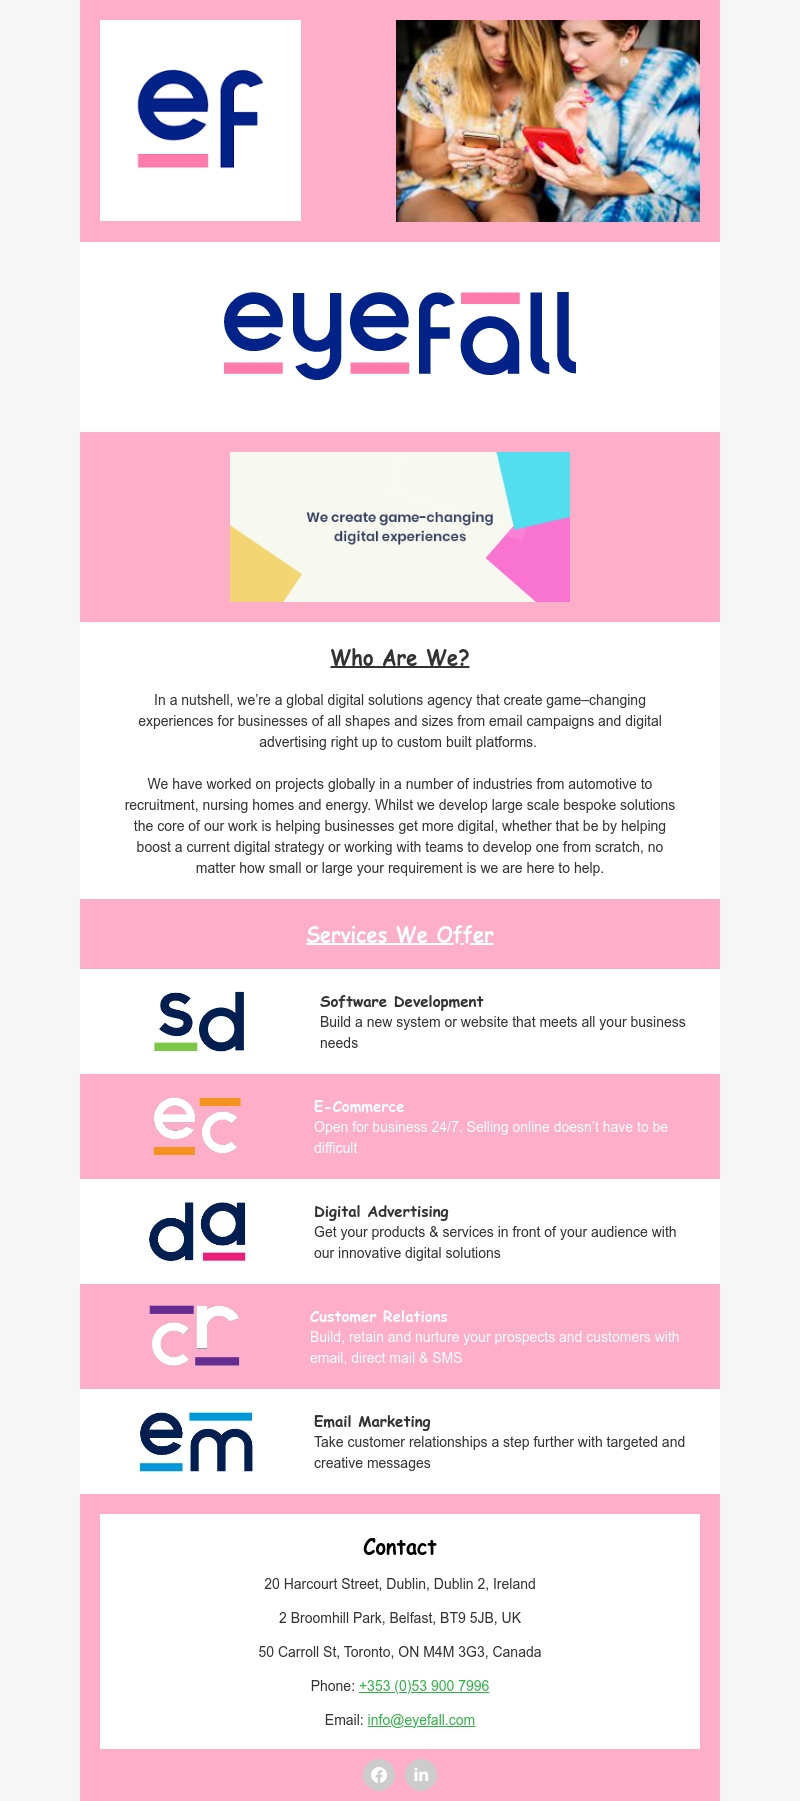 ef
eyefall
We create game-changing
digital experiences
Who Are We?
In a nutshell, we’re a global digital solutions agency that create game–changing
experiences for businesses of all shapes and sizes from email campaigns and digital
advertising right up to custom built platforms.
We have worked on projects globally in a number of industries from automotive to
recruitment, nursing homes and energy. Whilst we develop large scale bespoke solutions
the core of our work is helping businesses get more digital, whether that be by helping
boost a current digital strategy or working with teams to develop one from scratch, no
matter how small or large your requirement is we are here to help.
Services We Offer
sd
Software Development
Build a new system or website that meets all your business
needs
ec
E-Commerce
Open for business 24/7. Selling online doesn’t have to be
difficult
da
Digital Advertising
Get your products & services in front of your audience with
our innovative digital solutions
cr
Customer Relations
Build, retain and nurture your prospects and customers with
email, direct mail & SMS
em
Email Marketing
Take customer relationships a step further with targeted and
creative messages
Contact
20 Harcourt Street, Dublin, Dublin 2, Ireland
2 Broomhill Park, Belfast, BT9 5JB, UK
50 Carroll St, Toronto, ON M4M 3G3, Canada
Phone: +353 (0)53 900 7996
Email: info@eyefall.com
in